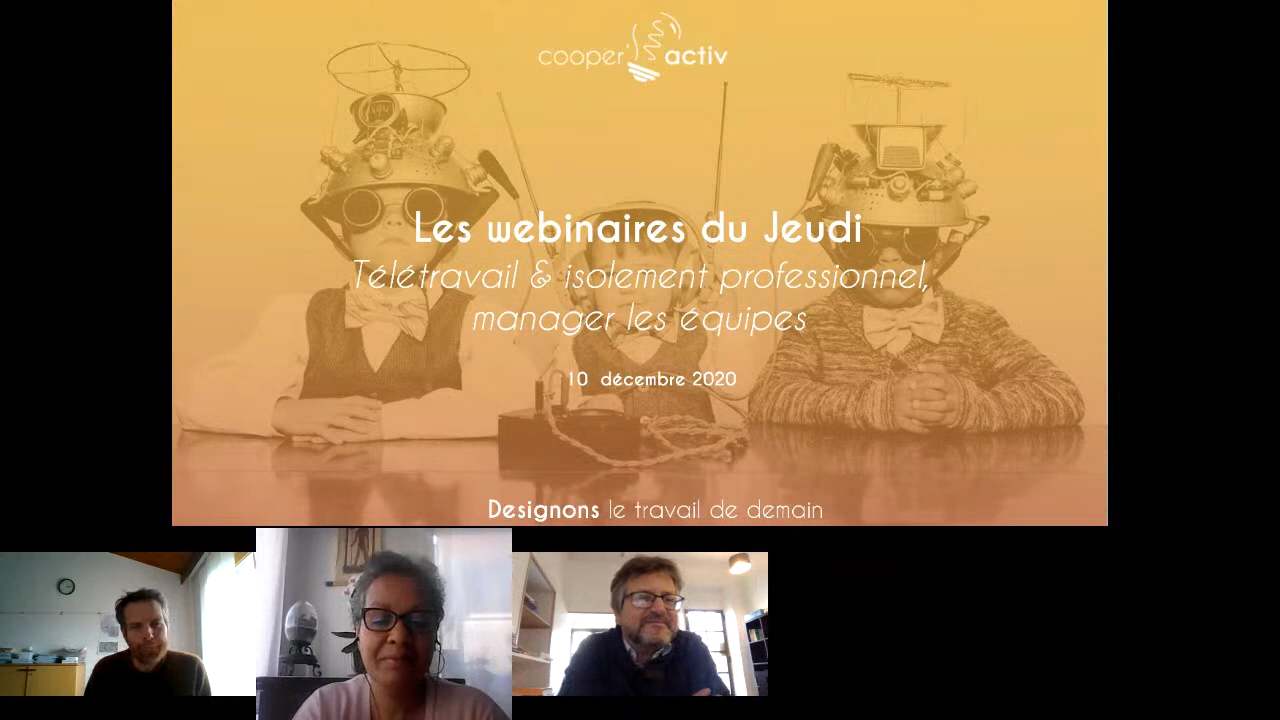 cooper'activ
Les webinaires du Jeudi
Télétravail & isolement professionnel,
manager les équipes
10 décembre 2020
Designons le travail de demain